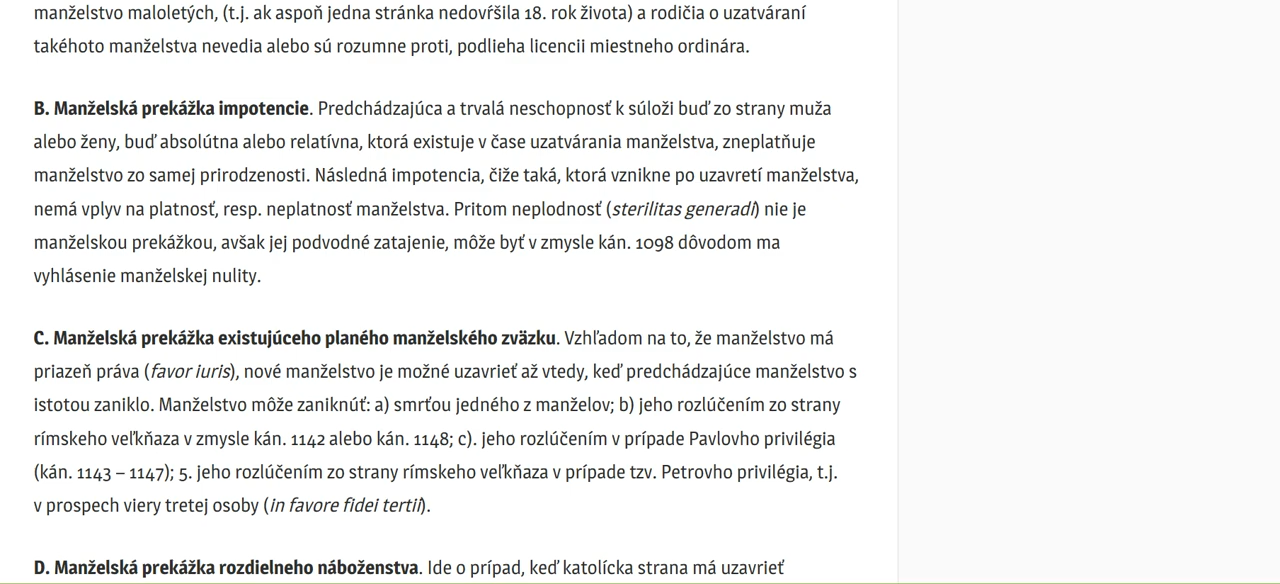 manželstvo maloletých, (t.j. ak aspoň jedna stránka nedovŕšila 18. rok života) a rodičia o uzatváraní
takéhoto manželstva nevedia alebo sú rozumne proti, podlieha licencii miestneho ordinára.
B. Manželská prekážka impotencie. Predchádzajúca a trvalá neschopnosť k súloži buď zo strany muža
alebo ženy, buď absolútna alebo relatívna, ktorá existuje v čase uzatvárania manželstva, zneplatňuje
manželstvo zo samej prirodzenosti. Následná impotencia, čiže taká, ktorá vznikne po uzavretí manželstva,
nemá vplyv na platnosť, resp. neplatnosť manželstva. Pritom neplodnosť (sterilitas generadi) nie je
manželskou prekážkou, avšak jej podvodné zatajenie, môže byť v zmysle kán. 1098 dôvodom ma
vyhlásenie manželskej nulity.
C. Manželská prekážka existujúceho planého manželského zväzku. Vzhľadom na to, že manželstvo má
priazeň práva (favor iuris), nové manželstvo je možné uzavrieť až vtedy, keď predchádzajúce manželstvo s
istotou zaniklo. Manželstvo môže zaniknúť: a) smrťou jedného z manželov; b) jeho rozlúčením zo strany
rímskeho veľkňaza v zmysle kán. 1142 alebo kán. 1148; c). jeho rozlúčením v prípade Pavlovho privilégia
(kán. 1143 – 1147); 5. jeho rozlúčením zo strany rímskeho veľkňaza v prípade tzv. Petrovho privilégia, t.j.
v prospech viery tretej osoby (in favore fidei tertii).
D. Manželská prekážka rozdielneho náboženstva. Ide o prípad, keď katolícka strana má uzavrieť